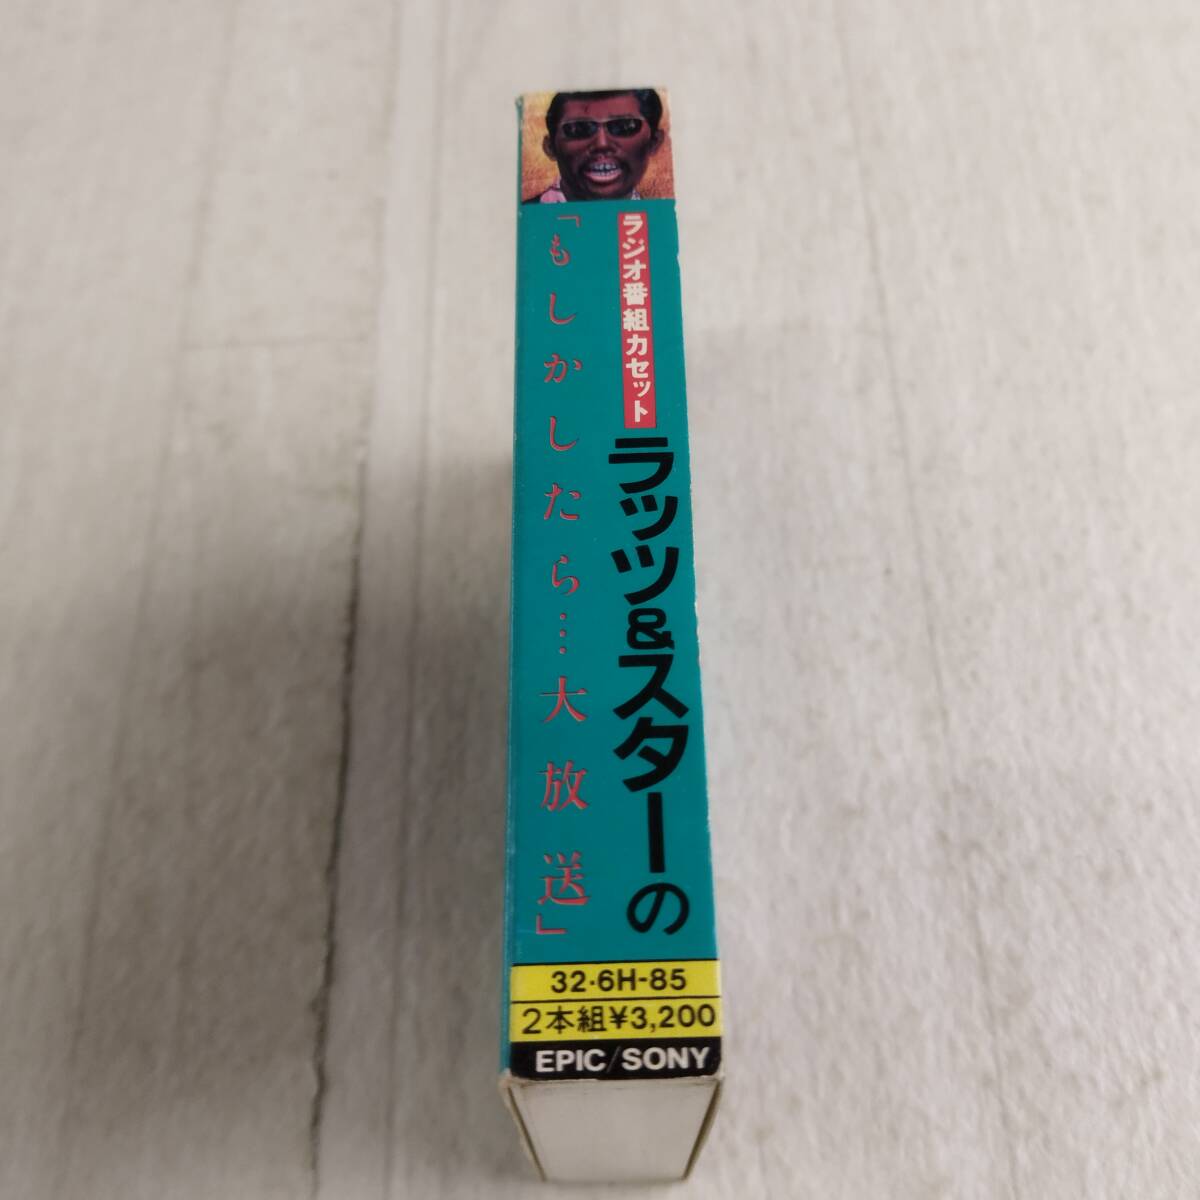 ラジオ番組カセット
ラッツ&スターの
「もしかしたら…大放送」
32·6H-85
2本組¥3,200
EPIC/SONY